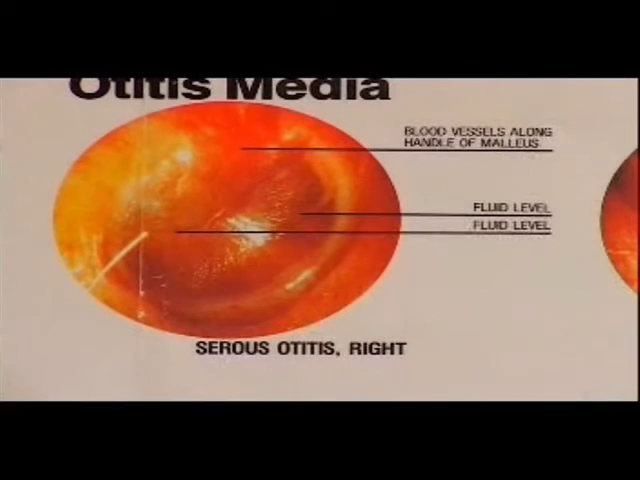 Otitis Media
BLOOD VESSELS ALONG
HANDLE OF MALLEUS
FLUID LEVEL
FLUID LEVEL
SEROUS OTITIS, RIGHT